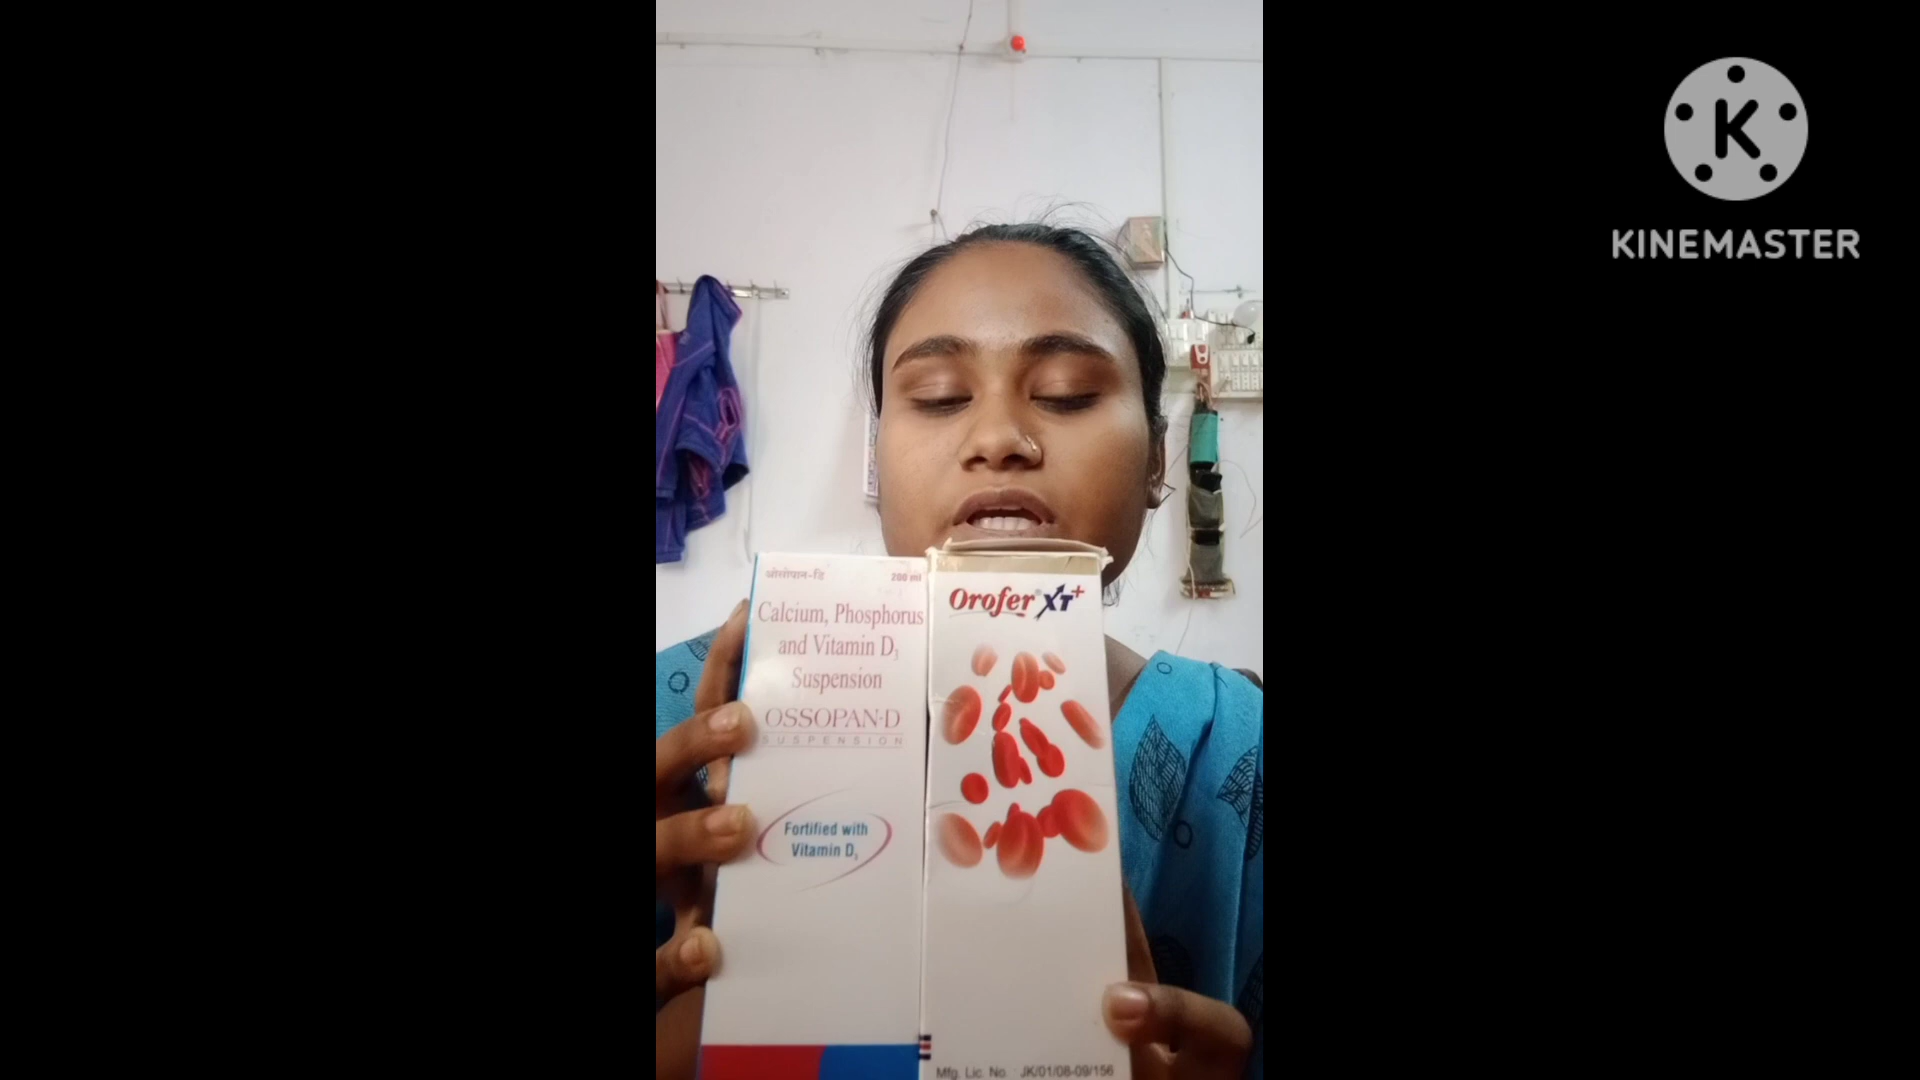 ओसोपान-डि
200 ml
Calcium, Phosphorus
and Vitamin D₃
Suspension
OSSOPAN-D
SUSPENSION
Fortified with
Vitamin D₃
Orofer® XT+
Mfg. Lic. No. : JK/01/08-09/156
K
KINEMASTER